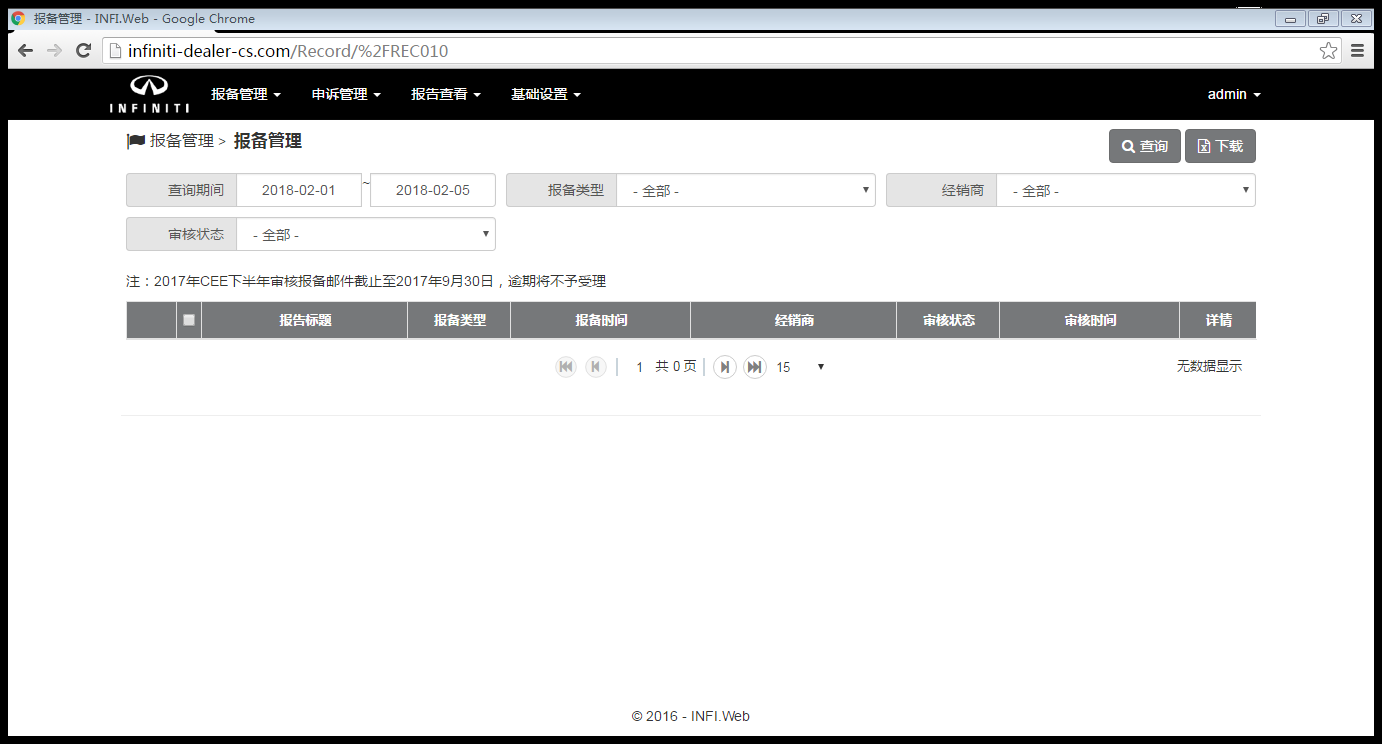 报备管理 - INFI.Web - Google Chrome
infiniti-dealer-cs.com/Record/%2FREC010
INFINITI 报备管理 申诉管理 报告查看 基础设置 admin
报备管理 > 报备管理 查询 下载
查询期间 2018-02-01 ~ 2018-02-05 报备类型 - 全部 - 经销商 - 全部 -
审核状态 - 全部 -
注：2017年CEE下半年审核报备邮件截止至2017年9月30日，逾期将不予受理
报告标题 报备类型 报备时间 经销商 审核状态 审核时间 详情
1 共 0 页 15 无数据显示
© 2016 - INFI.Web